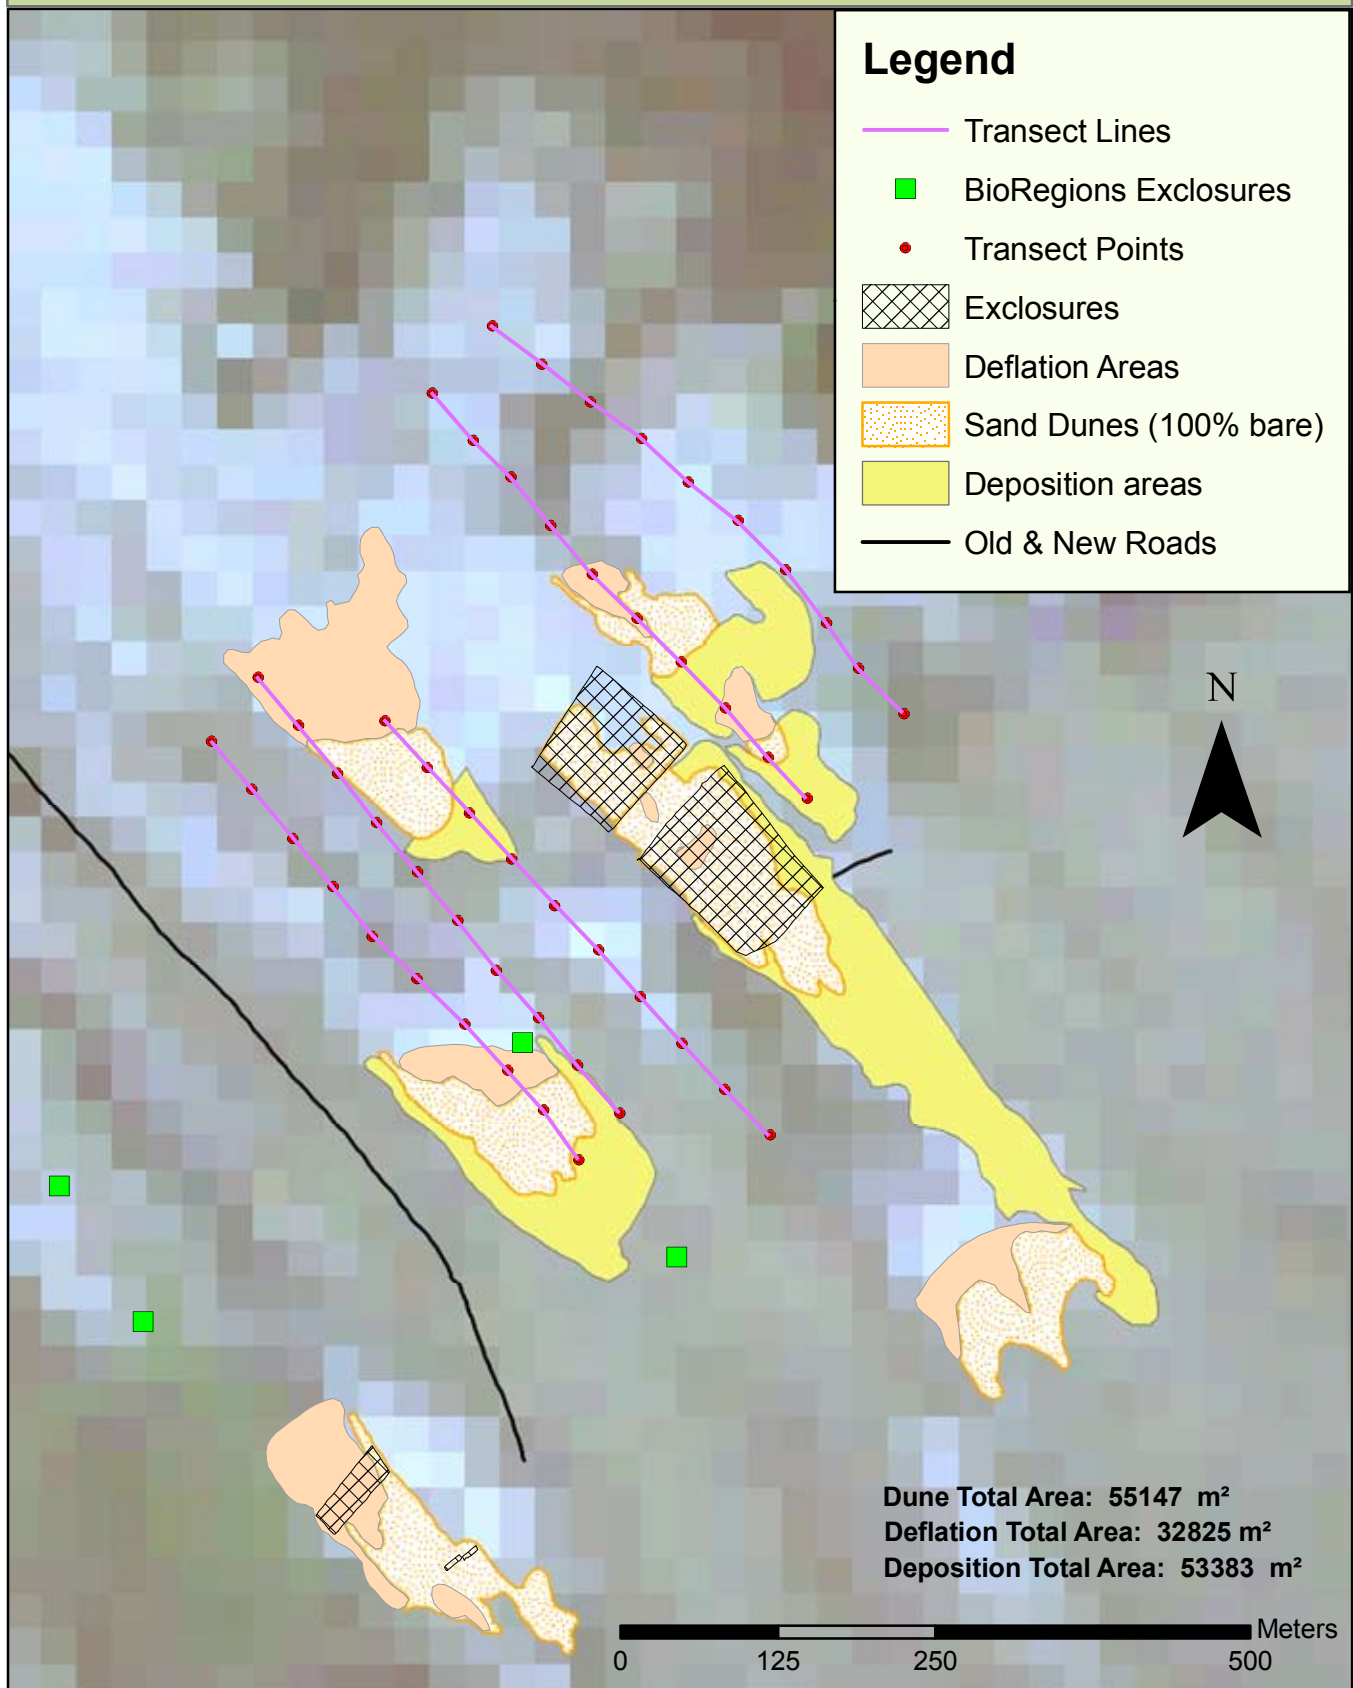 Legend
Transect Lines
BioRegions Exclosures
Transect Points
Exclosures
Deflation Areas
Sand Dunes (100% bare)
Deposition areas
Old & New Roads
N
Dune Total Area: 55147 m²
Deflation Total Area: 32825 m²
Deposition Total Area: 53383 m²
Meters
0 125 250 500